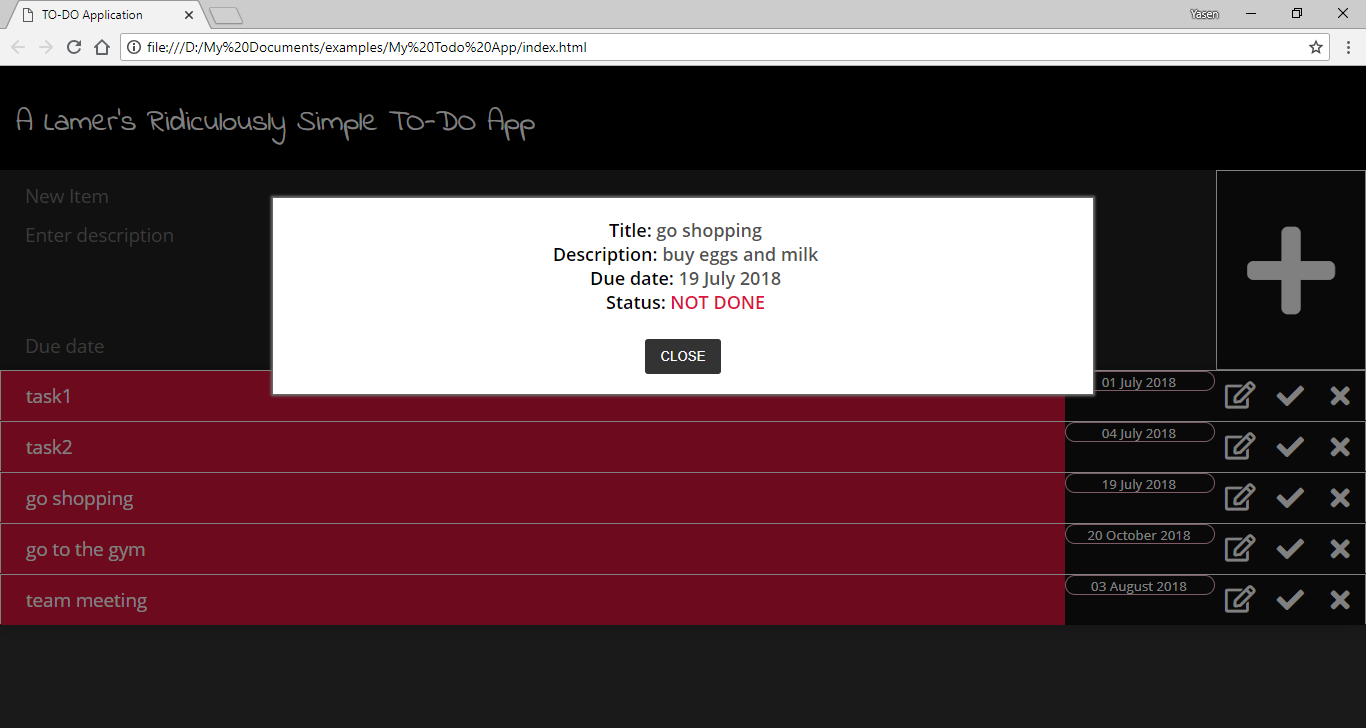 TO-DO Application
Yasen
file:///D:/My%20Documents/examples/My%20Todo%20App/index.html
A Lamer's Ridiculously Simple To-Do App
New Item
Enter description
Title: go shopping
Description: buy eggs and milk
Due date: 19 July 2018
Status: NOT DONE
CLOSE
Due date
task1
01 July 2018
task2
04 July 2018
go shopping
19 July 2018
go to the gym
20 October 2018
team meeting
03 August 2018